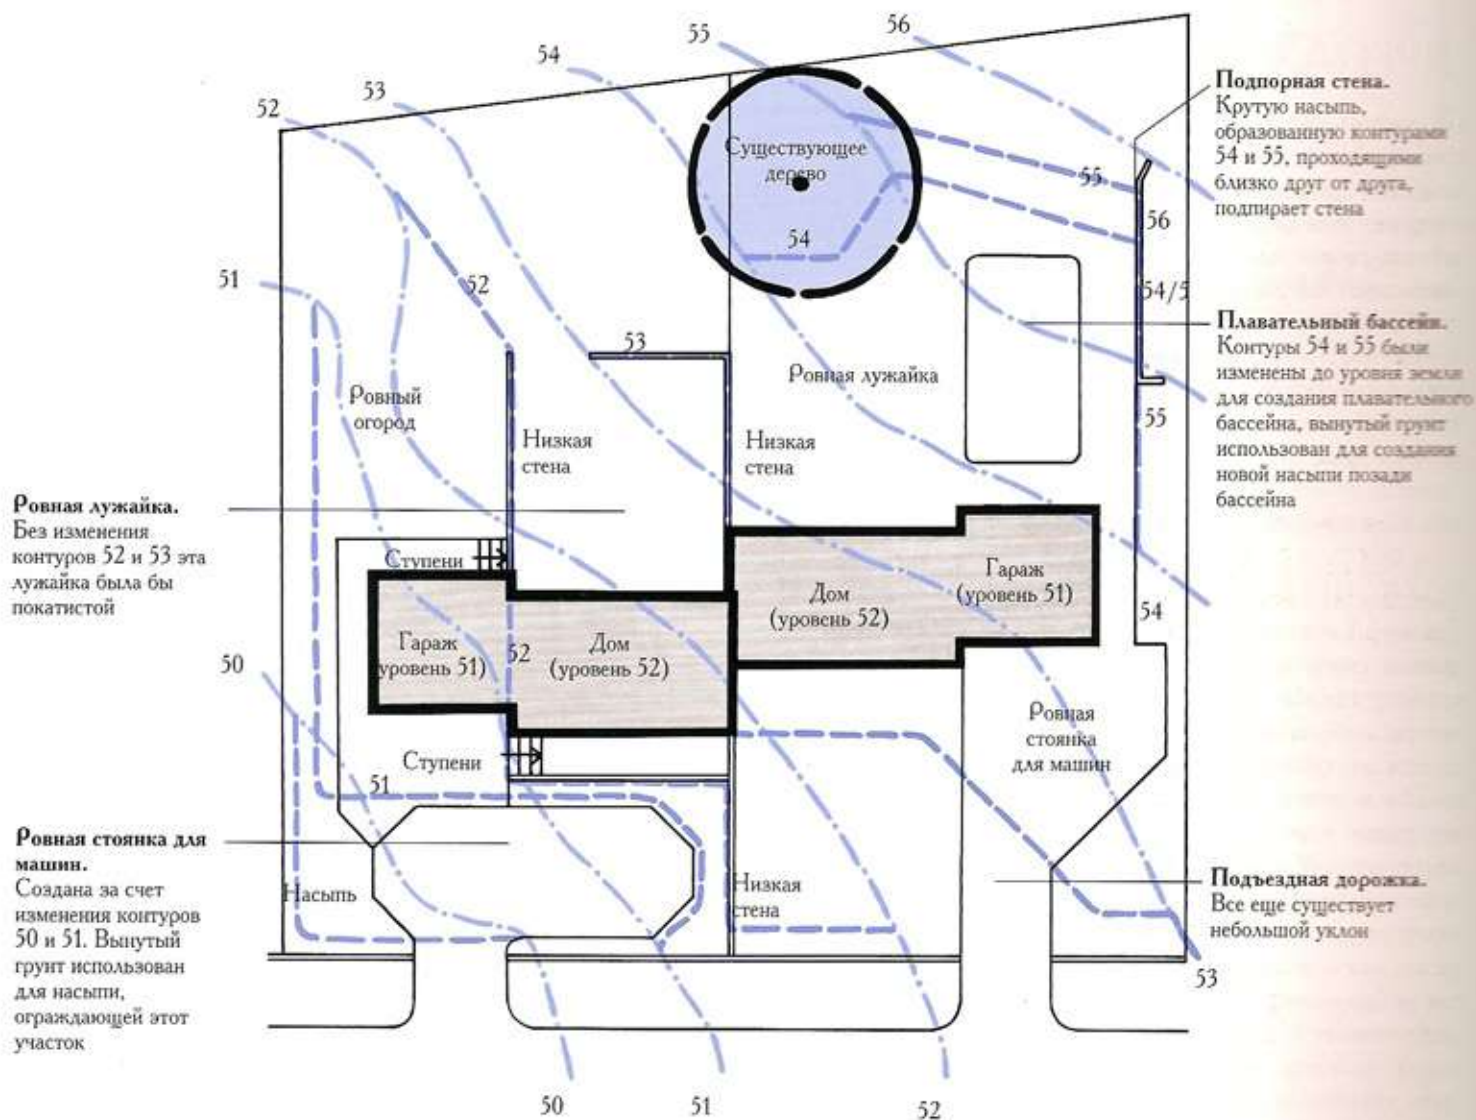 52
53
54
55
56
Подпорная стена.
Крутую насыпь,
образованную контурами
54 и 55, проходящими
близко друг от друга,
подпирает стена
Существующее
дерево
54
55
56
54/5
51
52
53
Ровный
огород
Низкая
стена
Низкая
стена
Ровная лужайка
Плавательный бассейн.
Контуры 54 и 55 были
изменены до уровня земли
для создания плавательного
бассейна, вынутый грунт
использован для создания
новой насыпи позади
бассейна
55
Ровная лужайка.
Без изменения
контуров 52 и 53 эта
лужайка была бы
покатистой
Ступени
Гараж
(уровень 51)
52
Дом
(уровень 52)
Дом
(уровень 52)
Гараж
(уровень 51)
54
50
Ровная
стоянка
для машин
Ступени
51
Ровная стоянка для
машин.
Создана за счет
изменения контуров
50 и 51. Вынутый
грунт использован
для насыпи,
ограждающей этот
участок
Насыпь
Низкая
стена
Подъездная дорожка.
Все еще существует
небольшой уклон
53
50
51
52